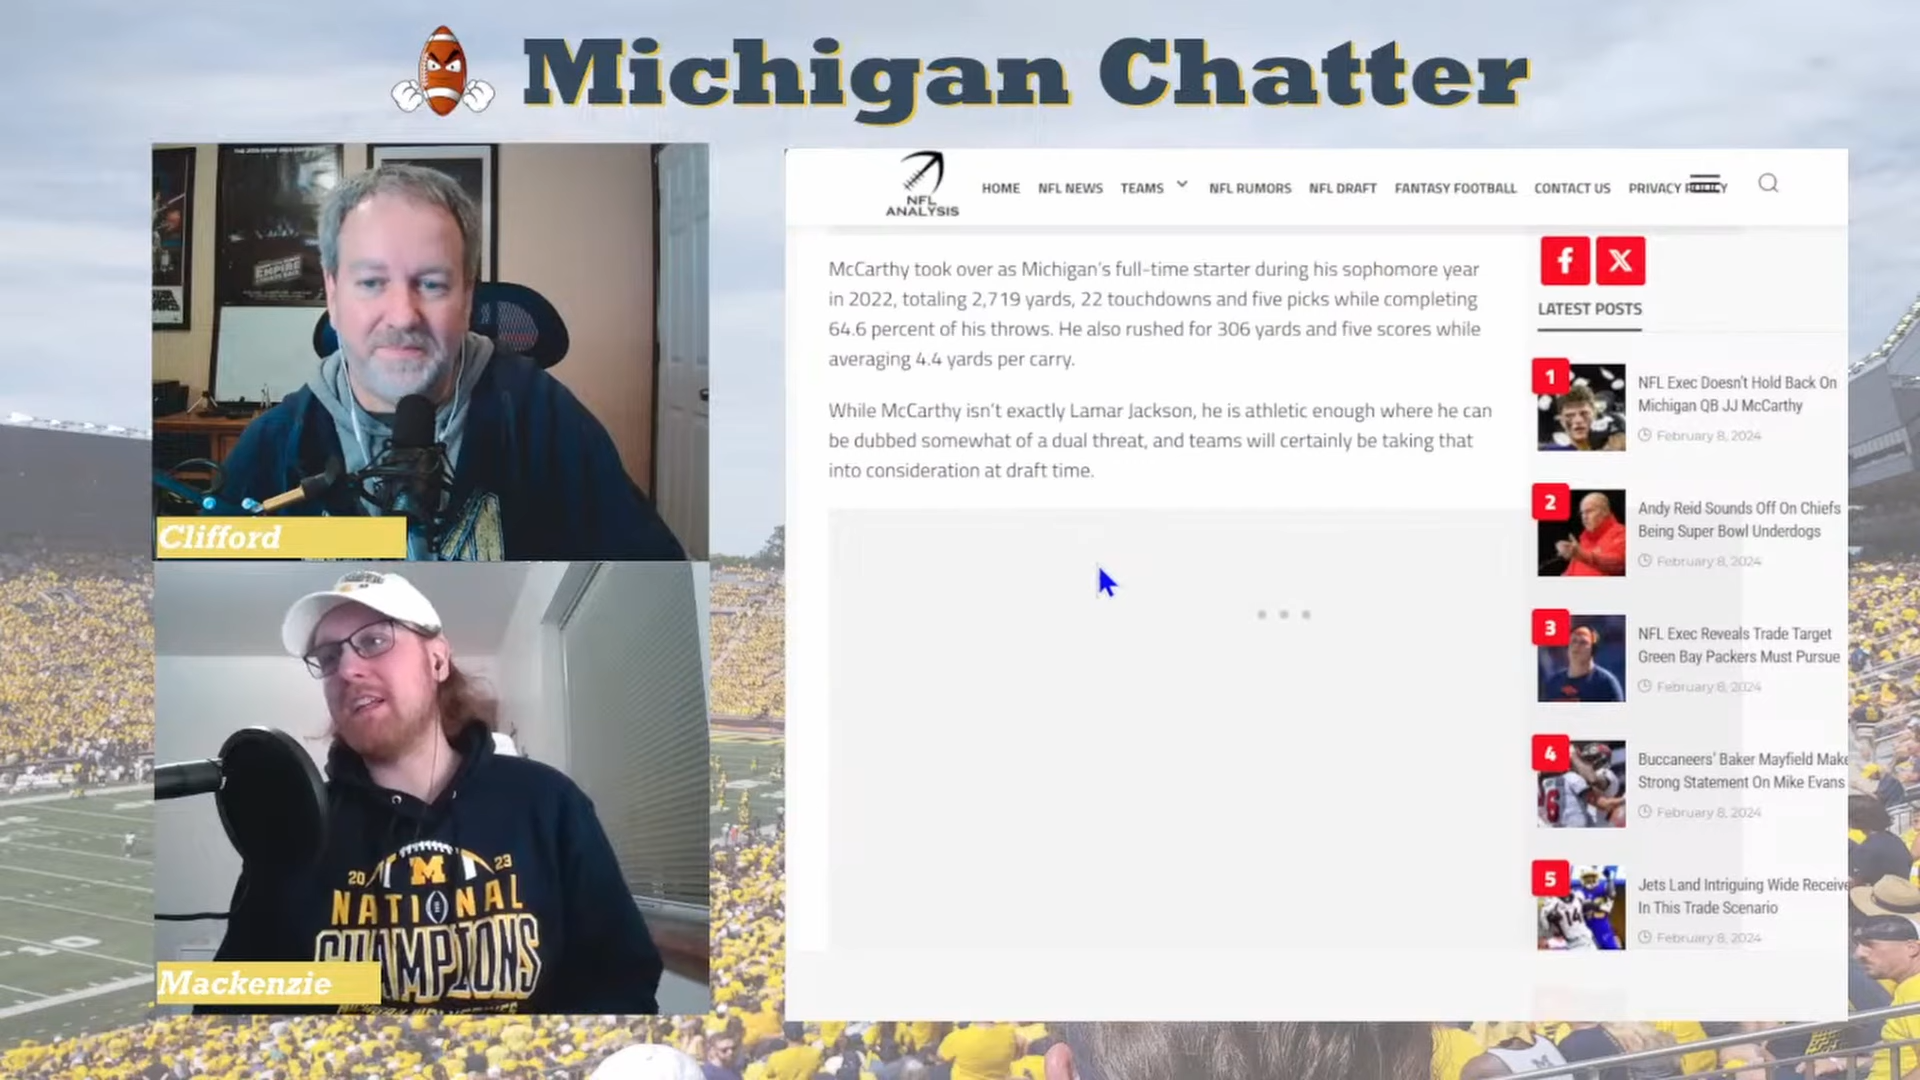 Michigan Chatter
EMPIRE
Clifford
20 M 23
NATIONAL
CHAMPIONS
Mackenzie
NFL
ANALYSIS
HOME NFL NEWS TEAMS NFL RUMORS NFL DRAFT FANTASY FOOTBALL CONTACT US PRIVACY POLICY
McCarthy took over as Michigan's full-time starter during his sophomore year
in 2022, totaling 2,719 yards, 22 touchdowns and five picks while completing
64.6 percent of his throws. He also rushed for 306 yards and five scores while
averaging 4.4 yards per carry.
While McCarthy isn't exactly Lamar Jackson, he is athletic enough where he can
be dubbed somewhat of a dual threat, and teams will certainly be taking that
into consideration at draft time.
f X
LATEST POSTS
1
NFL Exec Doesn't Hold Back On
Michigan QB JJ McCarthy
February 8, 2024
2
Andy Reid Sounds Off On Chiefs
Being Super Bowl Underdogs
February 8, 2024
3
NFL Exec Reveals Trade Target
Green Bay Packers Must Pursue
February 8, 2024
4
Buccaneers' Baker Mayfield Make
Strong Statement On Mike Evans
February 8, 2024
5
Jets Land Intriguing Wide Receive
In This Trade Scenario
February 8, 2024